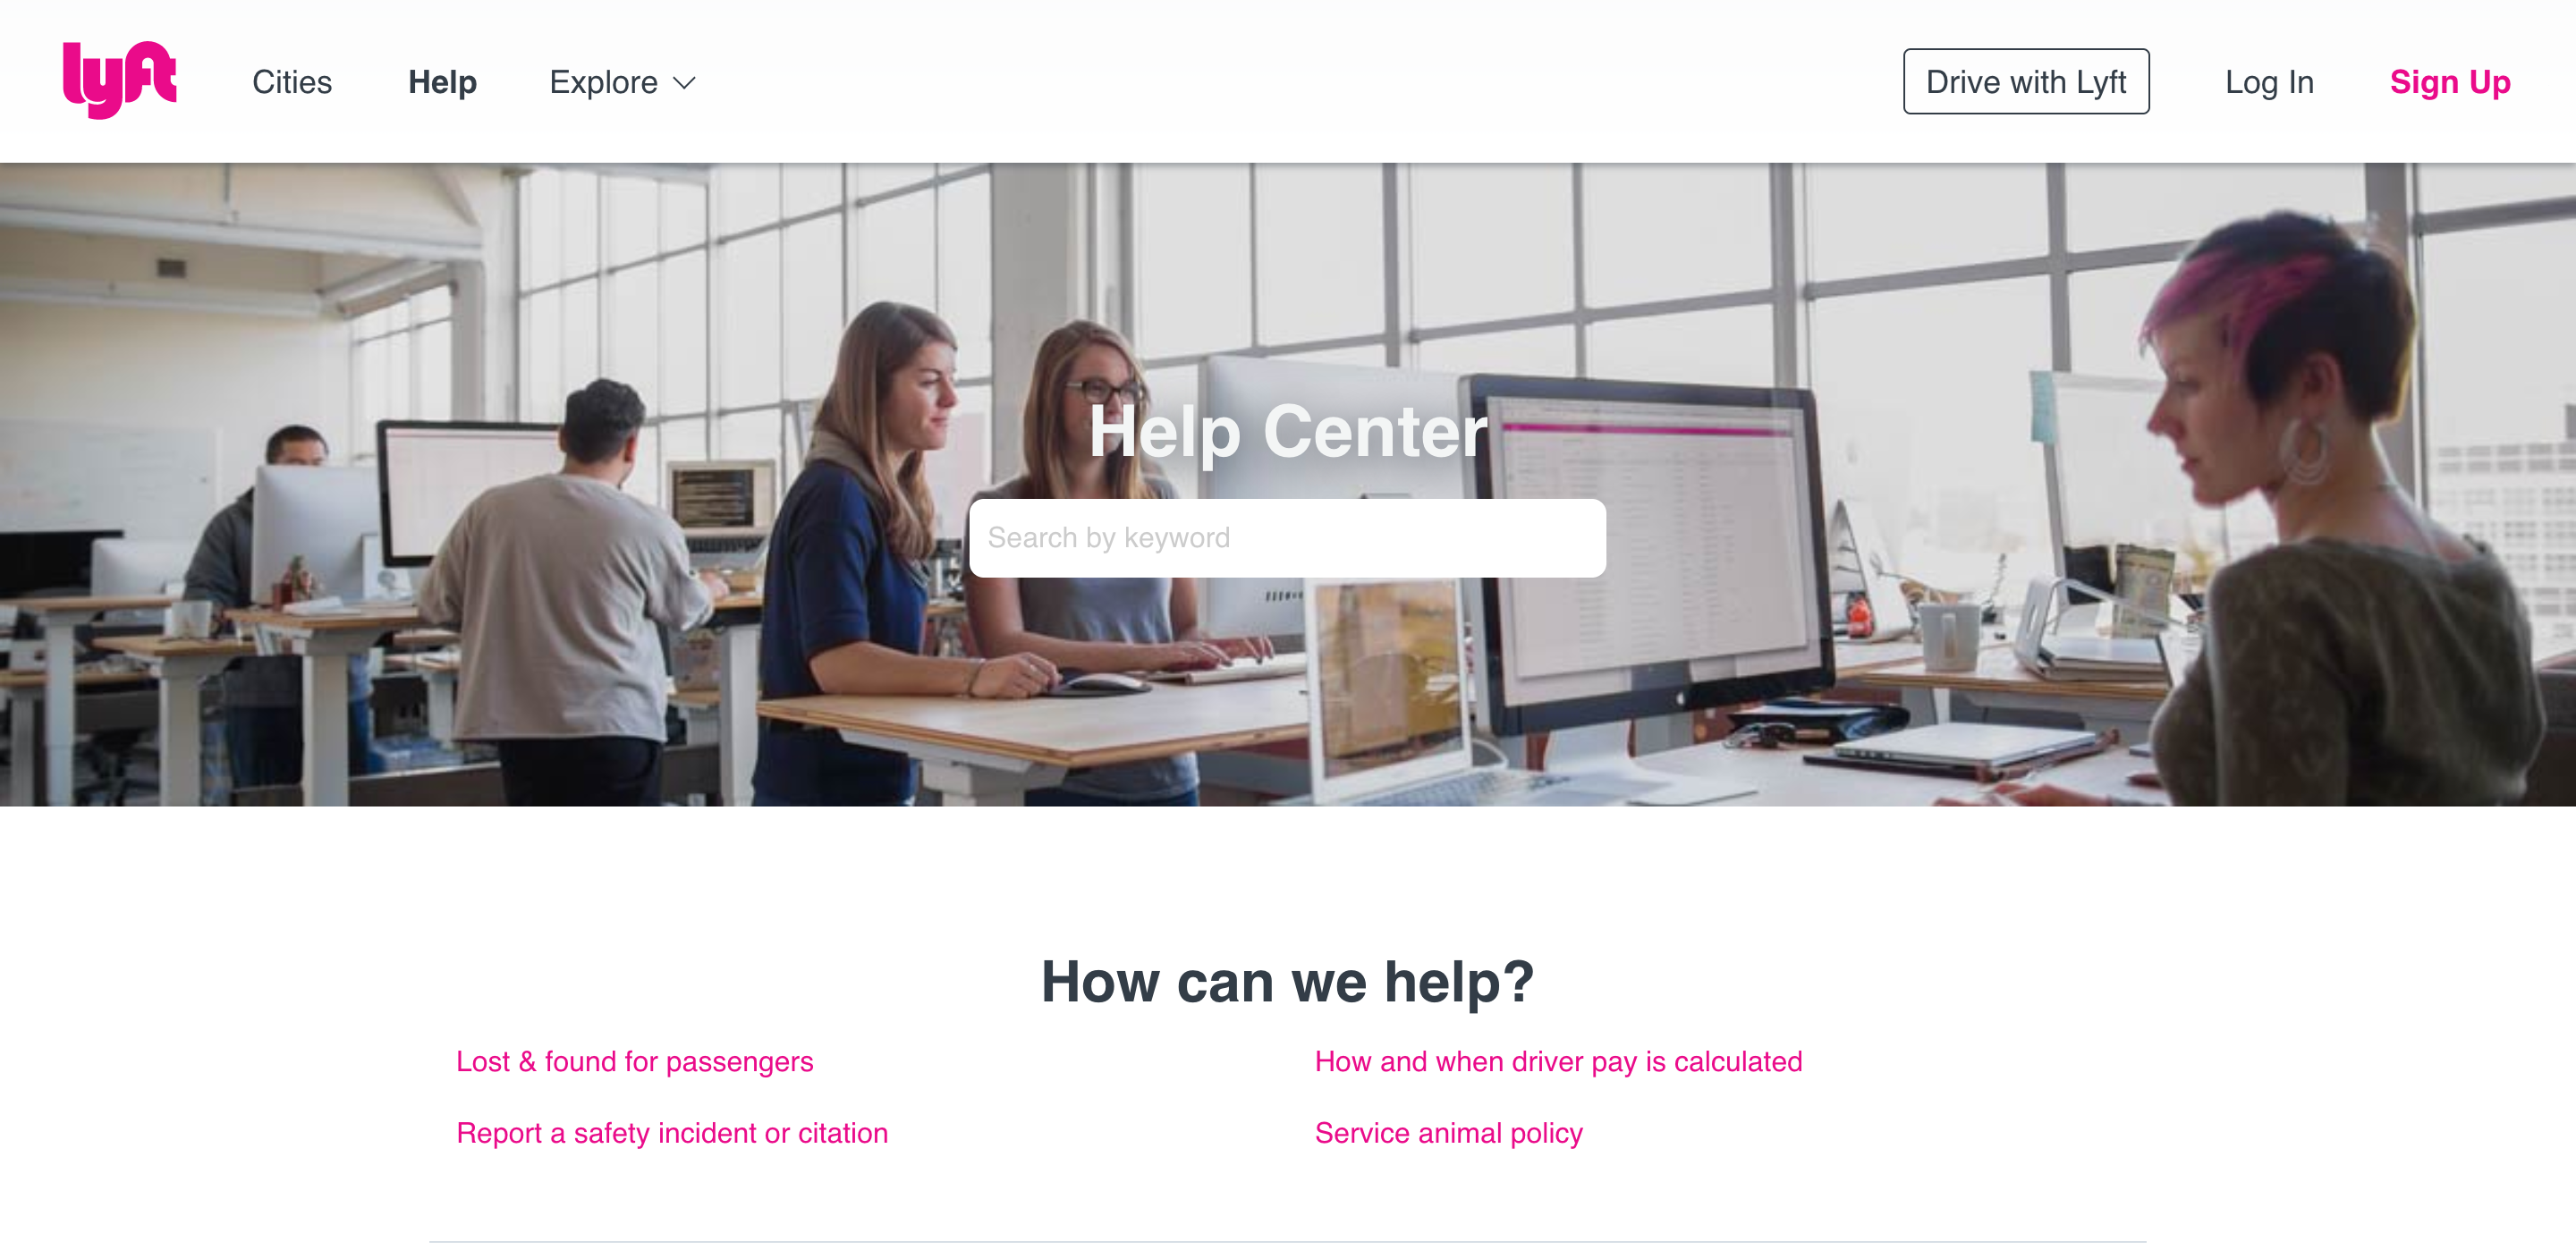 lyft
Cities
Help
Explore
Drive with Lyft
Log In
Sign Up
Help Center
Search by keyword
How can we help?
Lost & found for passengers
How and when driver pay is calculated
Report a safety incident or citation
Service animal policy